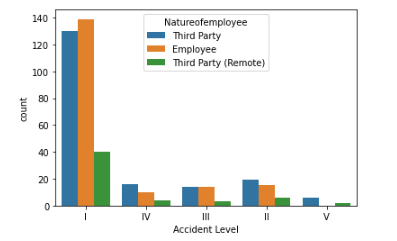 Natureofemployee
Third Party
Employee
Third Party (Remote)
count
140
120
100
80
60
40
20
0
I IV III II V
Accident Level